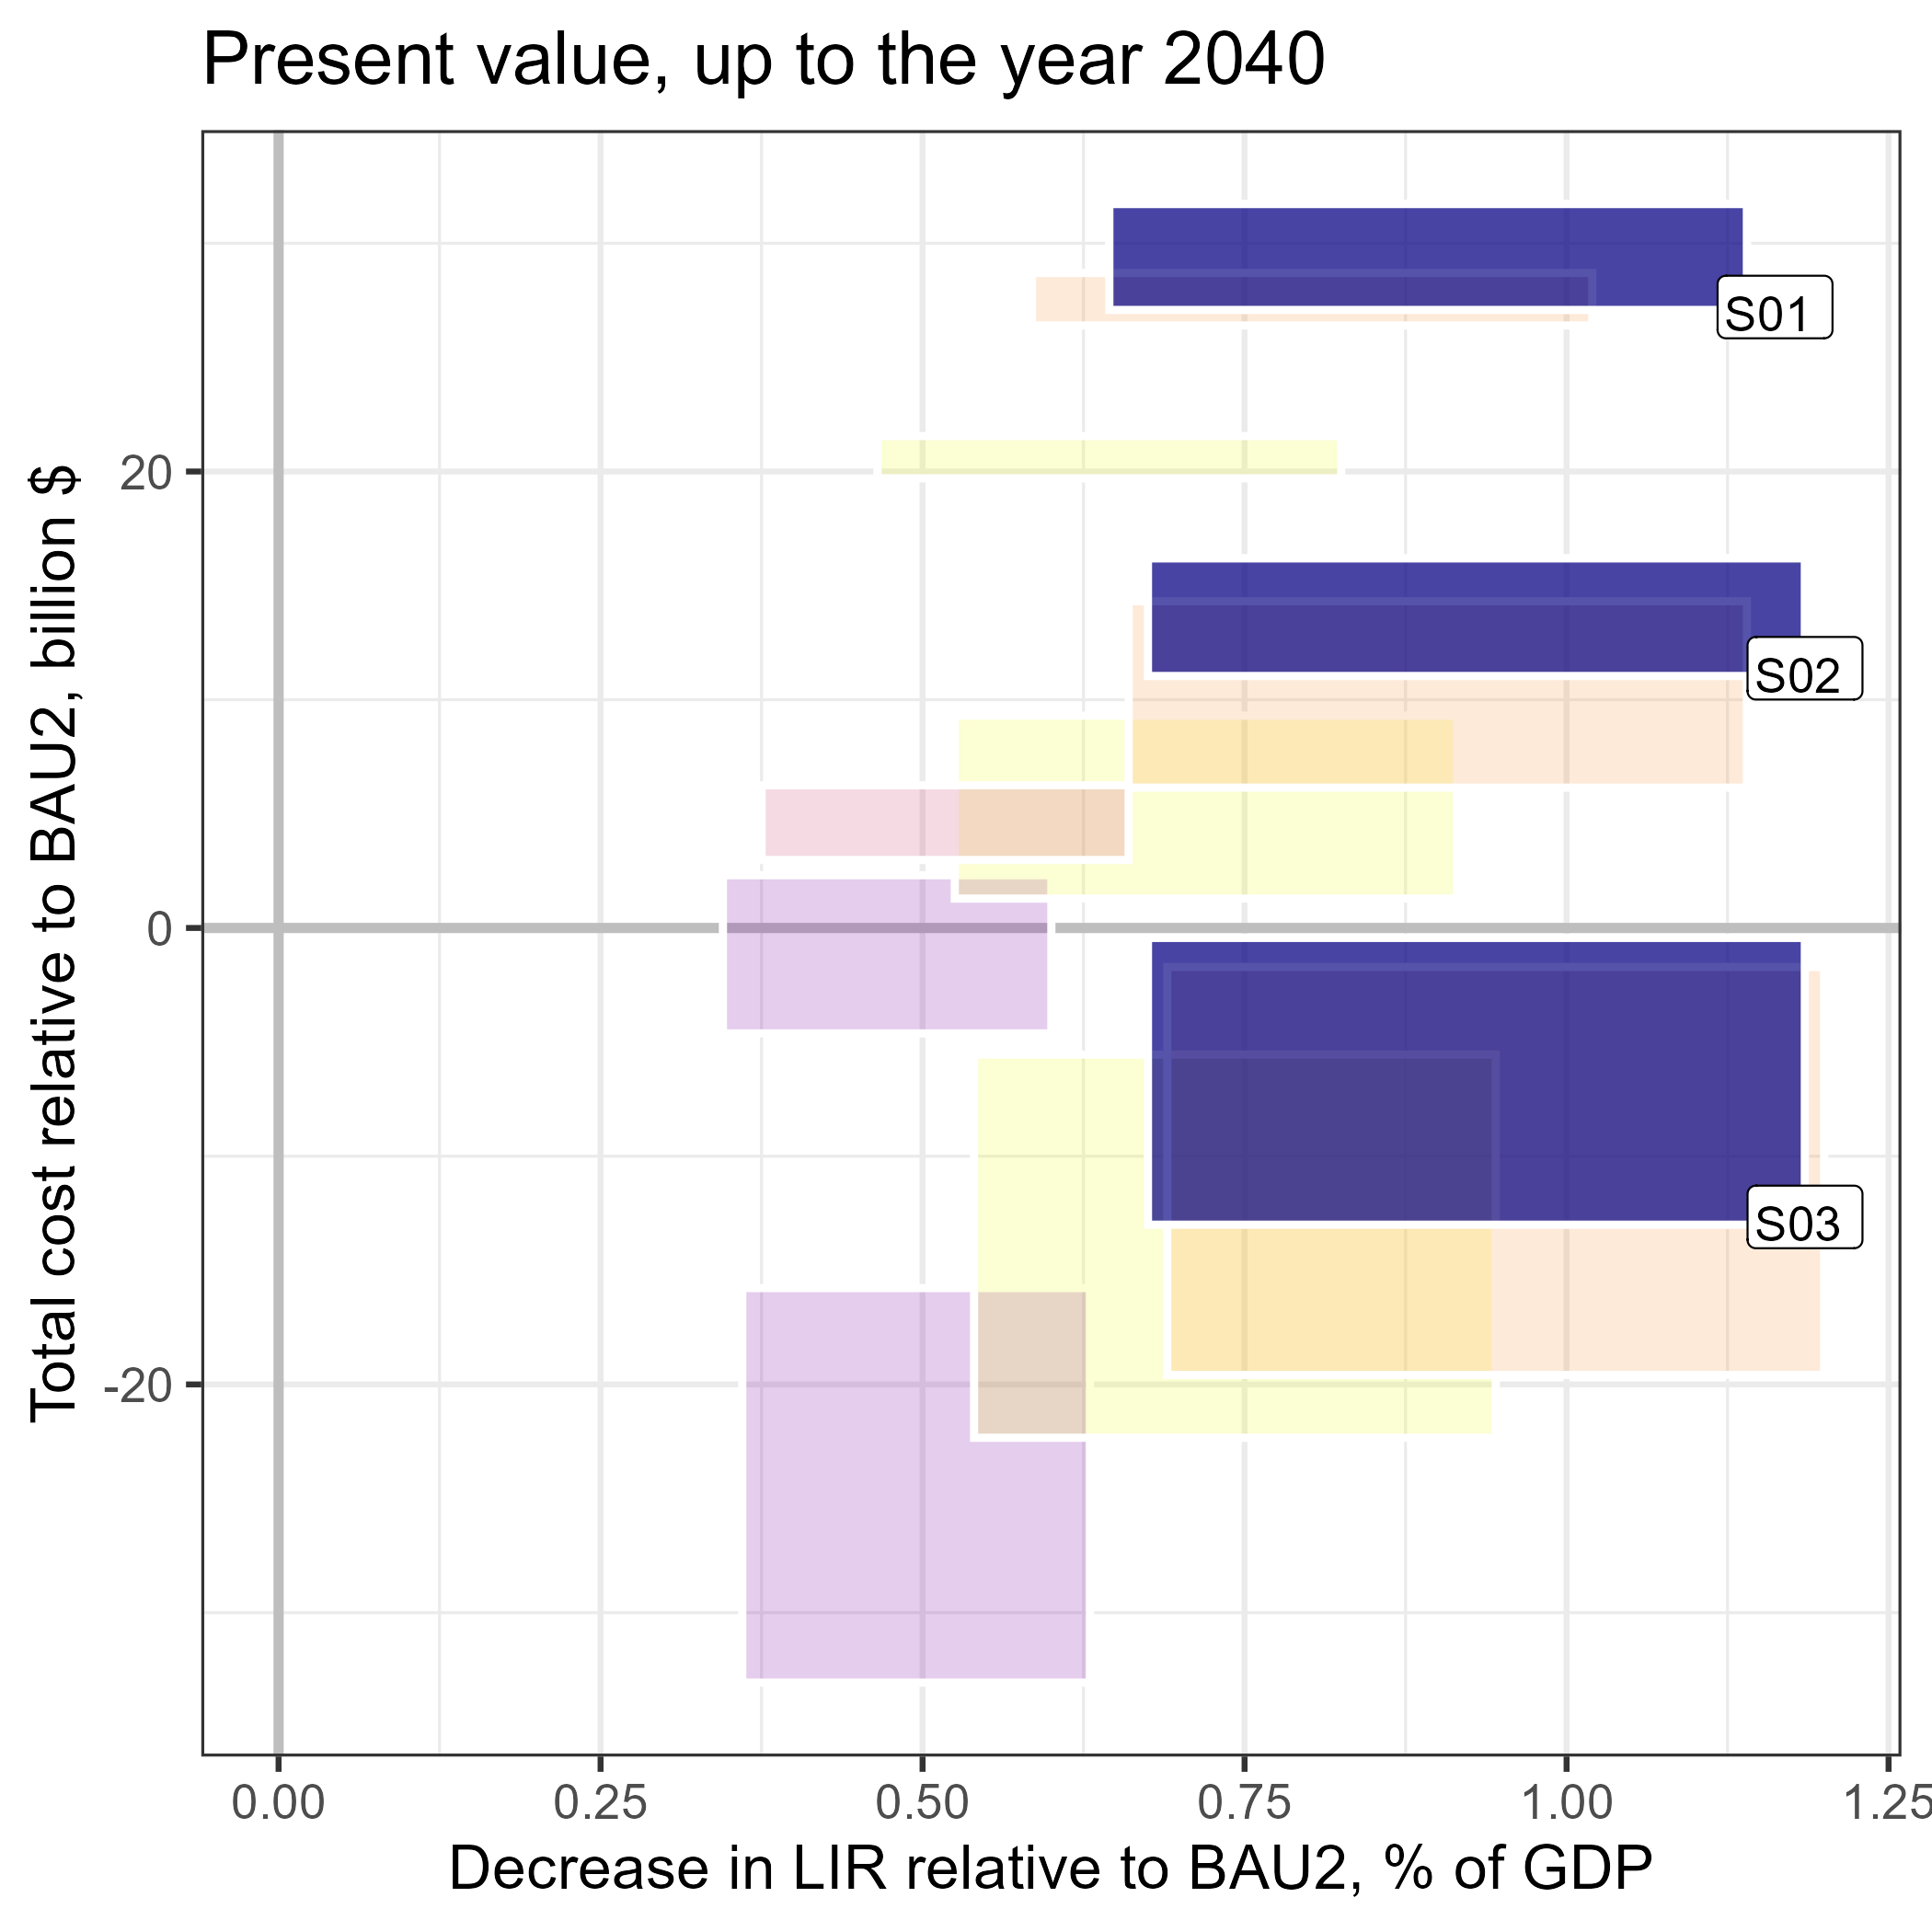 Present value, up to the year 2040
Total cost relative to BAU2, billion $
20
0
-20
S01
S02
S03
0.00
0.25
0.50
0.75
1.00
1.25
Decrease in LIR relative to BAU2, % of GDP